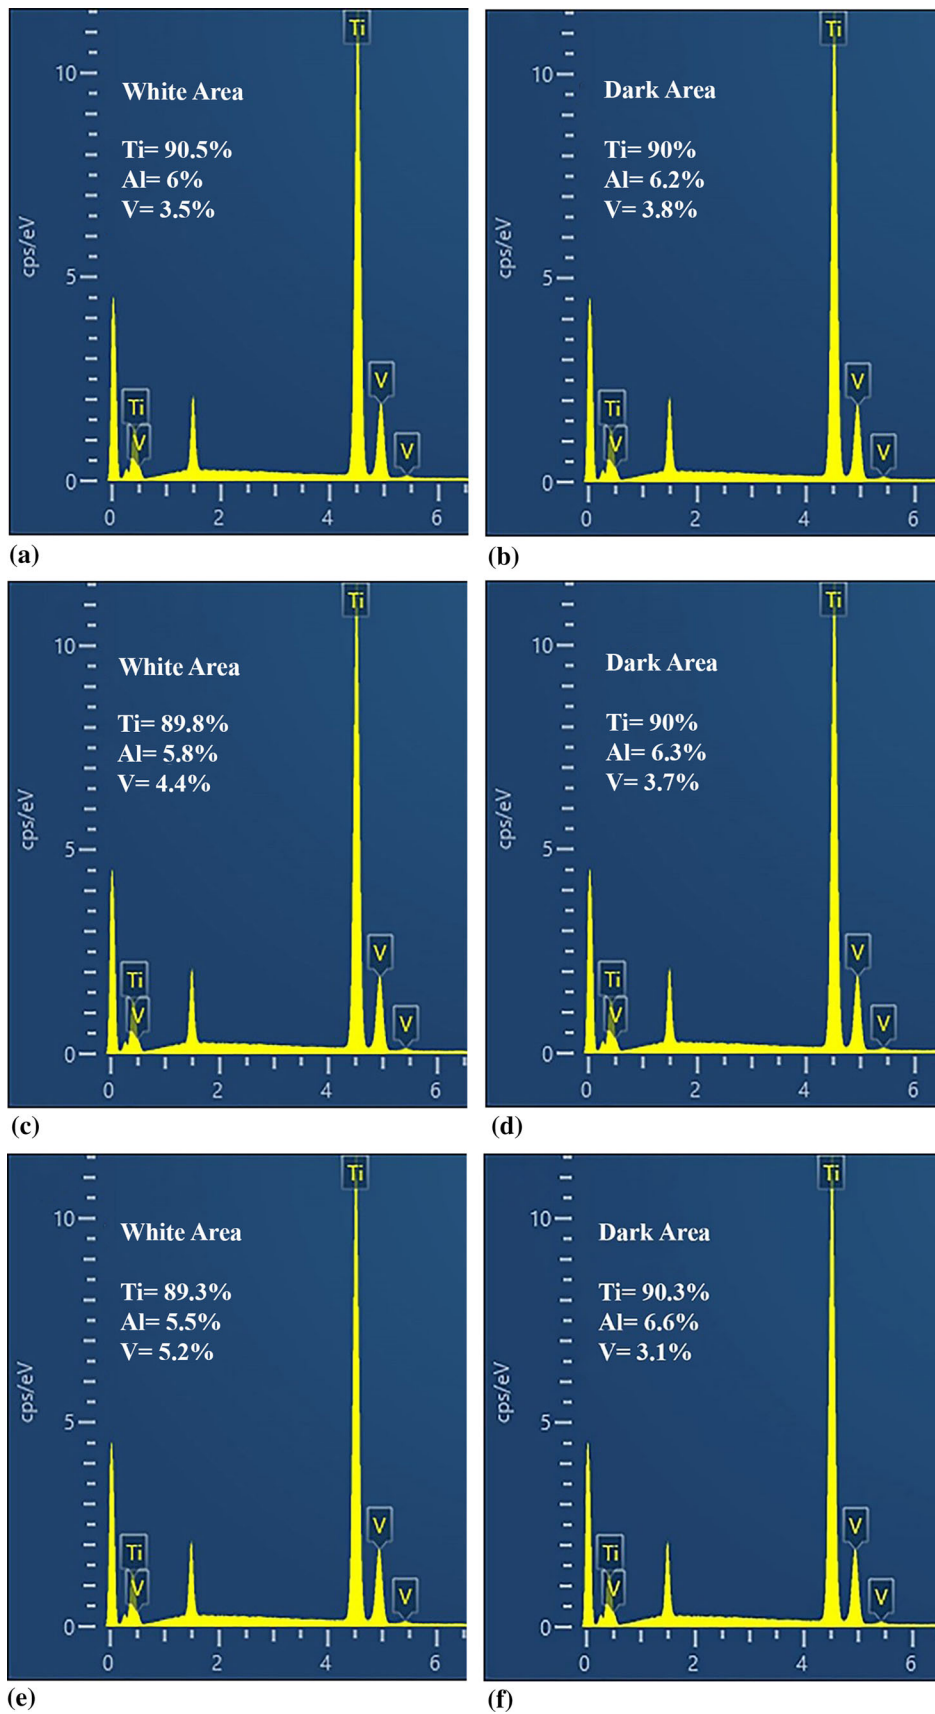 Ti
10
White Area
Ti= 90.5%
Al= 6%
V= 3.5%
cps/eV
5
V
Ti
V
V
0
0
2
4
6
(a)
Ti
10
Dark Area
Ti= 90%
Al= 6.2%
V= 3.8%
cps/eV
5
V
Ti
V
V
0
0
2
4
6
(b)
Ti
10
White Area
Ti= 89.8%
Al= 5.8%
V= 4.4%
cps/eV
5
V
Ti
V
V
0
0
2
4
6
(c)
Ti
10
Dark Area
Ti= 90%
Al= 6.3%
V= 3.7%
cps/eV
5
V
Ti
V
V
0
0
2
4
6
(d)
Ti
10
White Area
Ti= 89.3%
Al= 5.5%
V= 5.2%
cps/eV
5
V
Ti
V
V
0
0
2
4
6
(e)
Ti
10
Dark Area
Ti= 90.3%
Al= 6.6%
V= 3.1%
cps/eV
5
V
Ti
V
V
0
0
2
4
6
(f)